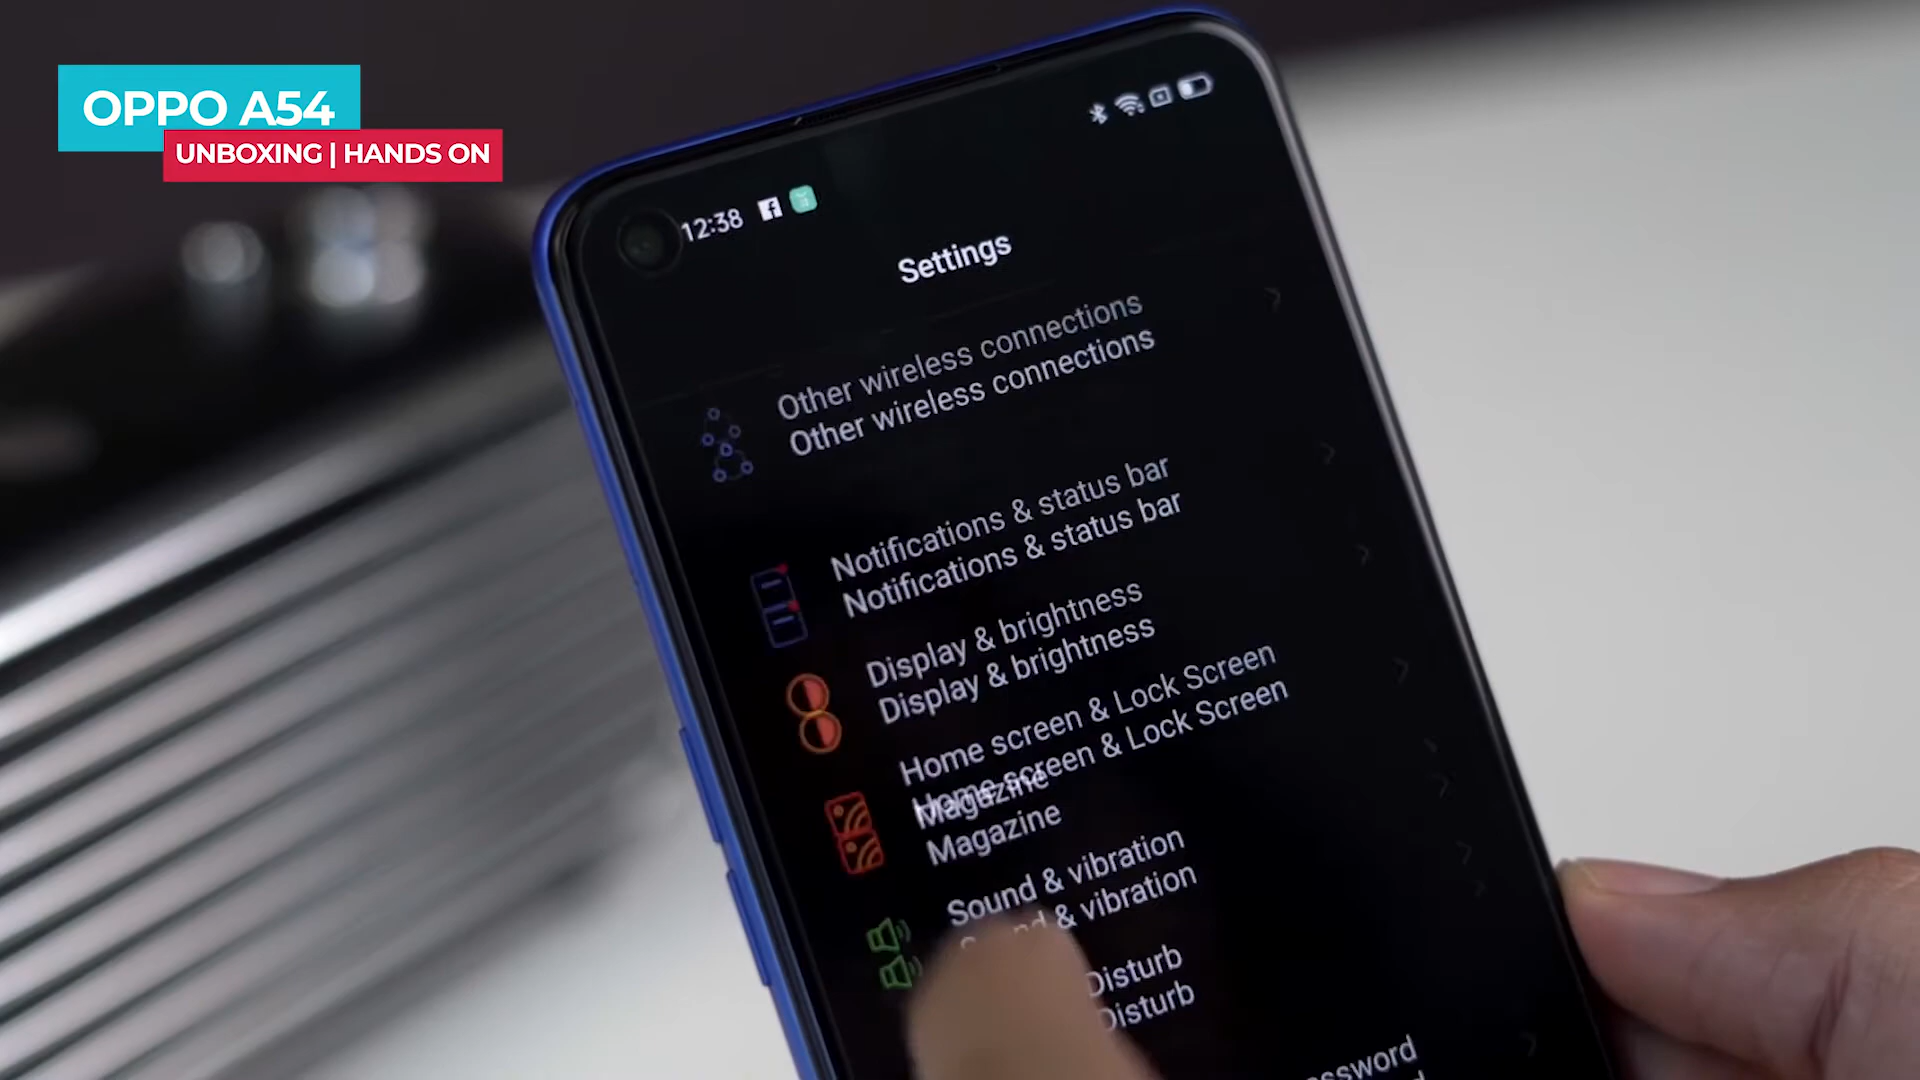 OPPO A54
UNBOXING | HANDS ON
12:38
Settings
Other wireless connections
Other wireless connections
Notifications & status bar
Notifications & status bar
Display & brightness
Display & brightness
Home screen & Lock Screen
Home screen & Lock Screen
Magazine
Magazine
Sound & vibration
& vibration
Disturb
Disturb